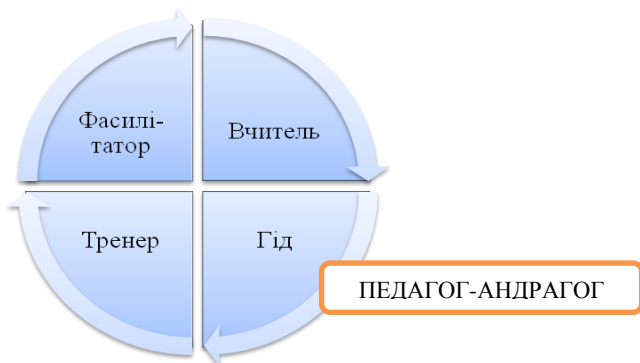 Фасилі-
татор
Вчитель
Тренер
Гід
ПЕДАГОГ-АНДРАГОГ